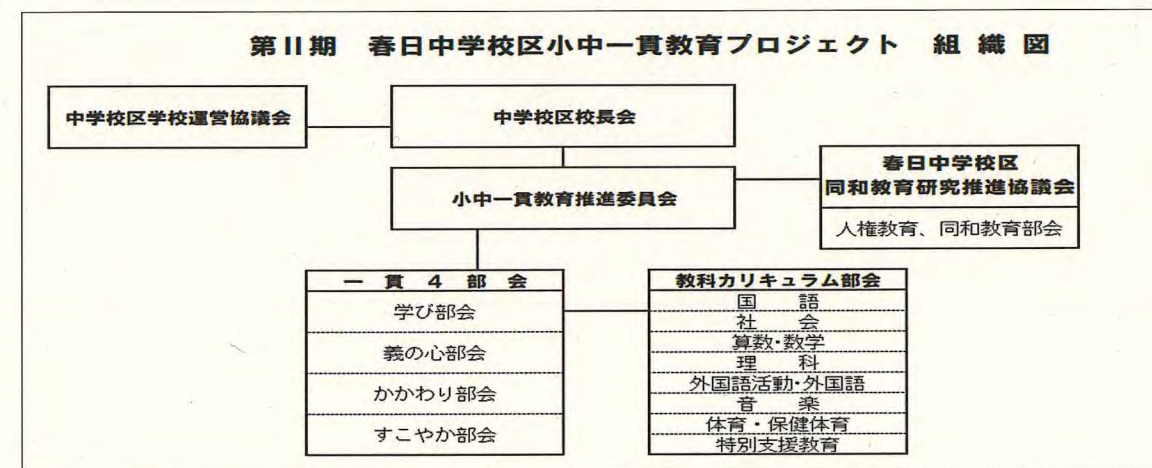 第II期 春日中学校区小中一貫教育プロジェクト 組織図
中学校区学校運営協議会
中学校区校長会
小中一貫教育推進委員会
春日中学校区
同和教育研究推進協議会
人権教育、同和教育部会
一貫4部会
学び部会
義の心部会
かかわり部会
すこやか部会
教科カリキュラム部会
国語
社会
算数・数学
理科
外国語活動・外国語
音楽
体育・保健体育
特別支援教育